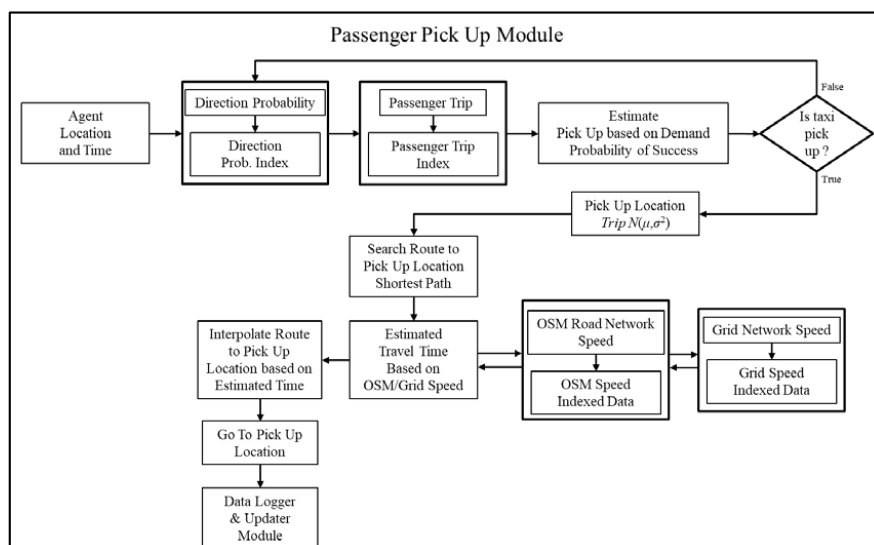 Passenger Pick Up Module
Agent
Location
and Time
Direction Probability
Direction
Prob. Index
Passenger Trip
Passenger Trip
Index
Estimate
Pick Up based on Demand
Probability of Success
False
Is taxi
pick
up ?
True
Pick Up Location
Trip N(μ,σ²)
Search Route to
Pick Up Location
Shortest Path
Interpolate Route
to Pick Up
Location based on
Estimated Time
Estimated
Travel Time
Based on
OSM/Grid Speed
OSM Road Network
Speed
OSM Speed
Indexed Data
Grid Network Speed
Grid Speed
Indexed Data
Go To Pick Up
Location
Data Logger
& Updater
Module